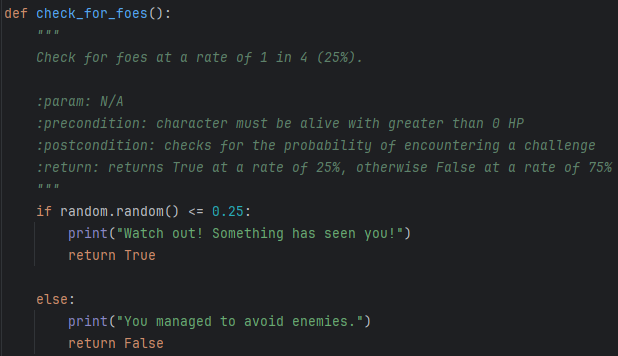 def check_for_foes():
    """
    Check for foes at a rate of 1 in 4 (25%).

    :param: N/A
    :precondition: character must be alive with greater than 0 HP
    :postcondition: checks for the probability of encountering a challenge
    :return: returns True at a rate of 25%, otherwise False at a rate of 75%
    """
    if random.random() <= 0.25:
        print("Watch out! Something has seen you!")
        return True

    else:
        print("You managed to avoid enemies.")
        return False